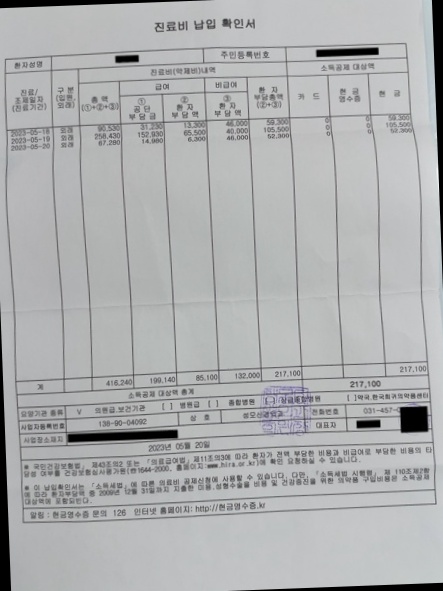 진료비 납입 확인서
환자성명 주민등록번호
진료/조제일자(진료기간) 구분(입원,외래) 진료비(약제비)내역 소득공제 대상액
급여 비급여
총액(①+②+③) ①공단부담금 ②환자부담액 ③환자부담액 환자부담총액(②+③) 카드 현금영수증 현금
2023-05-18 외래 90,530 31,230 13,300 46,000 59,300 0 0 59,300
2023-05-19 외래 258,430 152,930 65,500 40,000 105,500 0 0 105,500
2023-05-20 외래 67,280 14,980 6,300 46,000 52,300 0 0 52,300
계 416,240 199,140 85,100 132,000 217,100 217,100
소득공제 대상액 총계 217,100
요양기관 종류 V 의원급,보건기관 [ ] 병원급 [ ] 종합병원 [ ] 상급종합병원 [ ]약국,한국희귀의약품센터
사업자등록번호 138-90-04092 상호 전화번호 031-457-
사업장소재지 대표자
2023년 05월 20일
※ 국민건강보험법」 제43조의2 또는 「의료급여법」 제11조의3에 따라 환자가 전액 부담한 비용과 비급여로 부담한 비용의 타
당성 여부를 건강보험심사평가원(☎1644-2000, 홈페이지:www.hira.or.kr)에 확인 요청하실 수 있습니다.
※ 이 납입확인서는 「소득세법」에 따른 의료비 공제신청에 사용할 수 있습니다. 다만, 「소득세법 시행령」 제 110조제2항
에 따라 환자부담액 중 2009년 12월 31일까지 지출한 미용,성형수술을 비용 및 건강증진을 위한 의약품 구입비용은 소득공제
대상액에 포함되빈다.
알림 : 현금영수증 문의 126 인터넷 홈페이지: http://현금영수증.kr